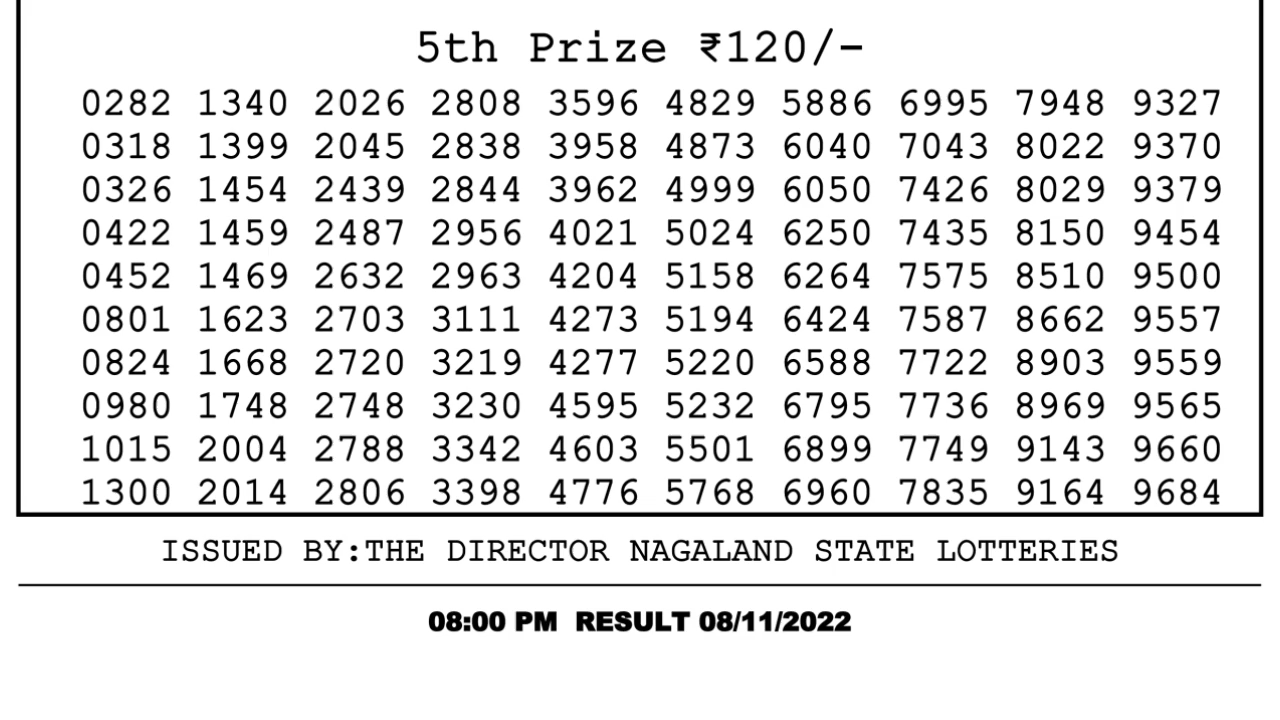 5th Prize ₹120/-
0282 1340 2026 2808 3596 4829 5886 6995 7948 9327
0318 1399 2045 2838 3958 4873 6040 7043 8022 9370
0326 1454 2439 2844 3962 4999 6050 7426 8029 9379
0422 1459 2487 2956 4021 5024 6250 7435 8150 9454
0452 1469 2632 2963 4204 5158 6264 7575 8510 9500
0801 1623 2703 3111 4273 5194 6424 7587 8662 9557
0824 1668 2720 3219 4277 5220 6588 7722 8903 9559
0980 1748 2748 3230 4595 5232 6795 7736 8969 9565
1015 2004 2788 3342 4603 5501 6899 7749 9143 9660
1300 2014 2806 3398 4776 5768 6960 7835 9164 9684
ISSUED BY:THE DIRECTOR NAGALAND STATE LOTTERIES
08:00 PM RESULT 08/11/2022